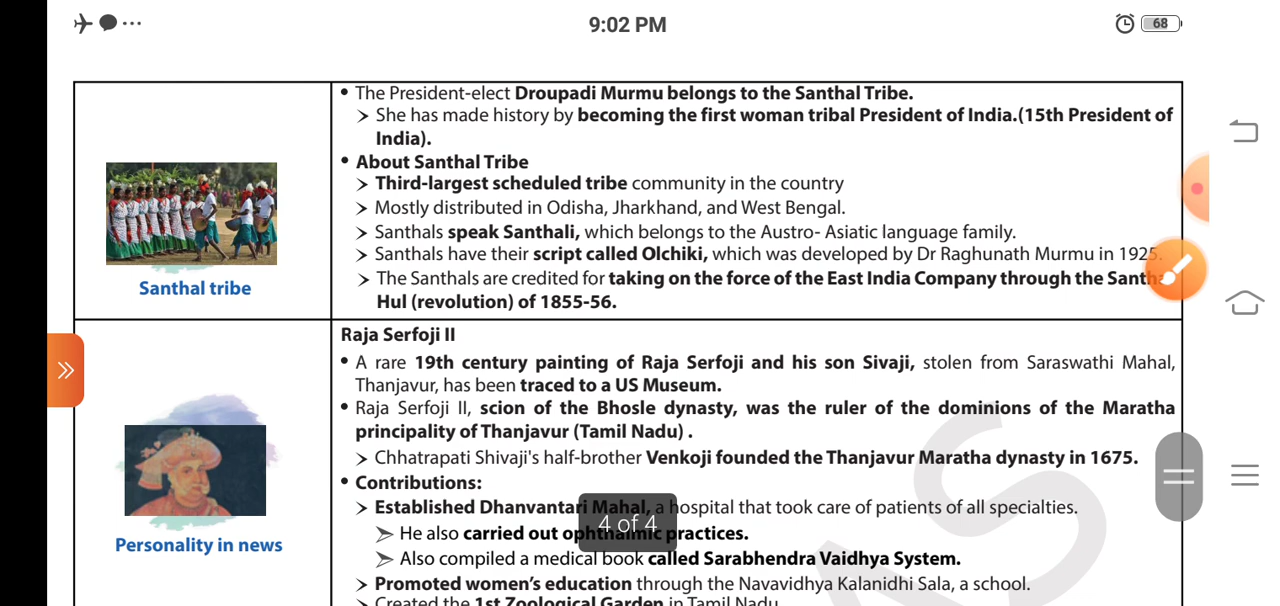 9:02 PM
68
• The President-elect Droupadi Murmu belongs to the Santhal Tribe.
➢ She has made history by becoming the first woman tribal President of India.(15th President of
India).
• About Santhal Tribe
➢ Third-largest scheduled tribe community in the country
➢ Mostly distributed in Odisha, Jharkhand, and West Bengal.
➢ Santhals speak Santhali, which belongs to the Austro- Asiatic language family.
➢ Santhals have their script called Olchiki, which was developed by Dr Raghunath Murmu in 1925.
➢ The Santhals are credited for taking on the force of the East India Company through the
Hul (revolution) of 1855-56.
Santhal tribe
Raja Serfoji II
• A rare 19th century painting of Raja Serfoji and his son Sivaji, stolen from Saraswathi Mahal,
Thanjavur, has been traced to a US Museum.
• Raja Serfoji II, scion of the Bhosle dynasty, was the ruler of the dominions of the Maratha
principality of Thanjavur (Tamil Nadu) .
➢ Chhatrapati Shivaji's half-brother Venkoji founded the Thanjavur Maratha dynasty in 1675.
• Contributions:
➢ Established Dhanvantari Mahal, a hospital that took care of patients of all specialties.
4 of 4
➢ He also carried out ophthalmic practices.
➢ Also compiled a medical book called Sarabhendra Vaidhya System.
➢ Promoted women's education through the Navavidhya Kalanidhi Sala, a school.
➢ Created the 1st Zoological Garden in Tamil Nadu
Personality in news